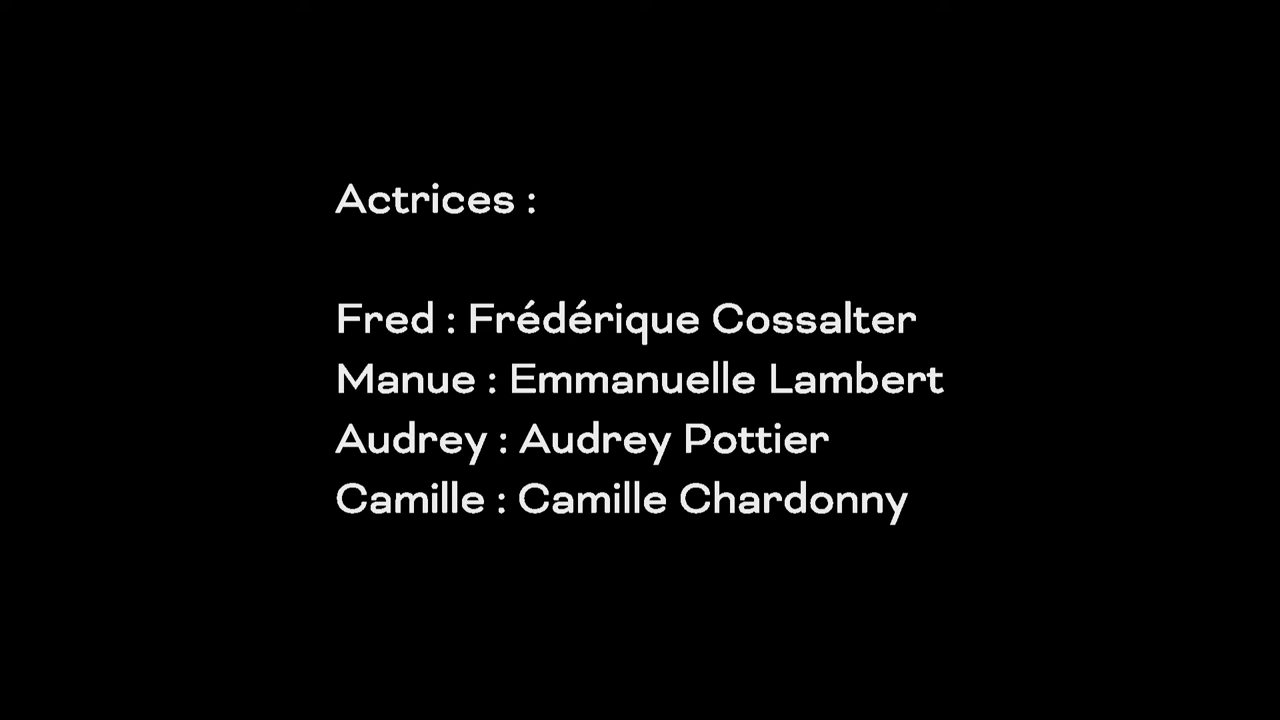 Actrices :
Fred : Frédérique Cossalter
Manue : Emmanuelle Lambert
Audrey : Audrey Pottier
Camille : Camille Chardonny